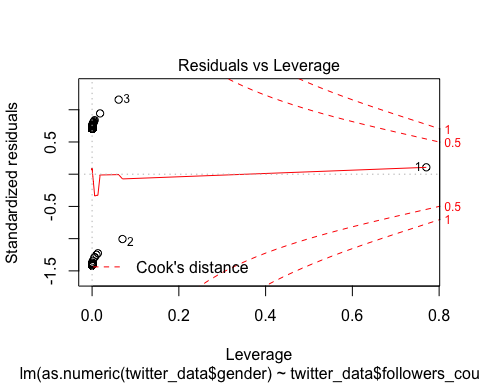 Residuals vs Leverage
Standardized residuals
0.5
-0.5
-1.5
3
1
2
1
0.5
0.5
1
Cook's distance
0.0 0.2 0.4 0.6 0.8
Leverage
lm(as.numeric(twitter_data$gender) ~ twitter_data$followers_cou